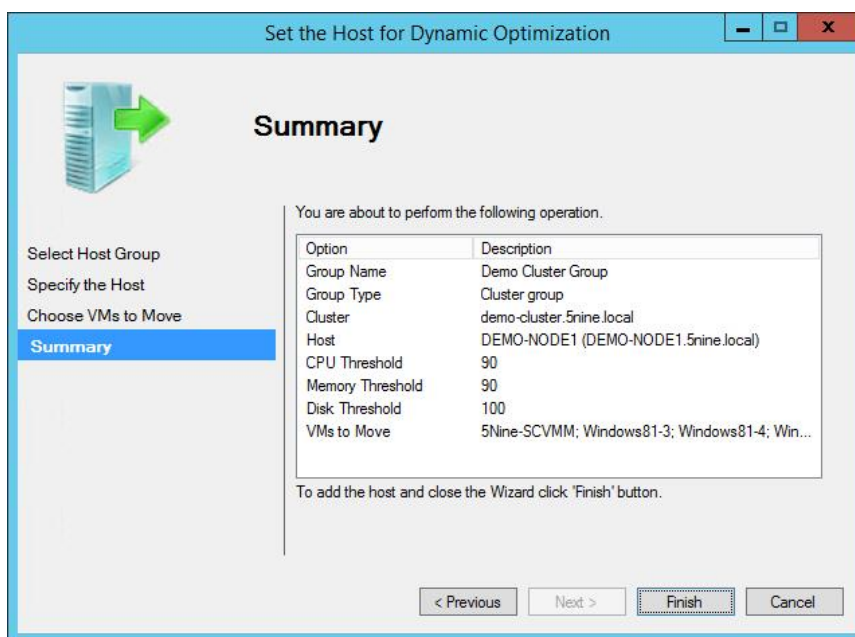 Set the Host for Dynamic Optimization
Summary
Select Host Group
Specify the Host
Choose VMs to Move
Summary
You are about to perform the following operation.
Option Description
Group Name Demo Cluster Group
Group Type Cluster group
Cluster demo-cluster.5nine.local
Host DEMO-NODE1 (DEMO-NODE1.5nine.local)
CPU Threshold 90
Memory Threshold 90
Disk Threshold 100
VMs to Move 5Nine-SCVMM; Windows81-3; Windows81-4; Win...
To add the host and close the Wizard click 'Finish' button.
< Previous Next > Finish Cancel